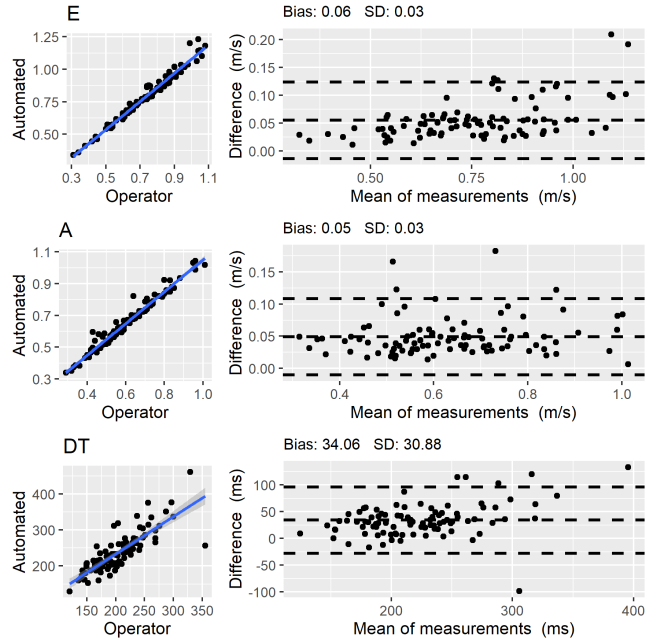 E
Bias: 0.06 SD: 0.03
Automated
1.25
1.00
0.75
0.50
0.3 0.5 0.7 0.9 1.1
Operator
Difference (m/s)
0.20
0.15
0.10
0.05
0.00
0.50 0.75 1.00
Mean of measurements (m/s)
A
Bias: 0.05 SD: 0.03
Automated
1.1
0.9
0.7
0.5
0.3
0.4 0.6 0.8 1.0
Operator
Difference (m/s)
0.15
0.10
0.05
0.00
0.4 0.6 0.8 1.0
Mean of measurements (m/s)
DT
Bias: 34.06 SD: 30.88
Automated
400
300
200
150 200 250 300 350
Operator
Difference (ms)
100
50
0
-50
-100
200 300 400
Mean of measurements (ms)